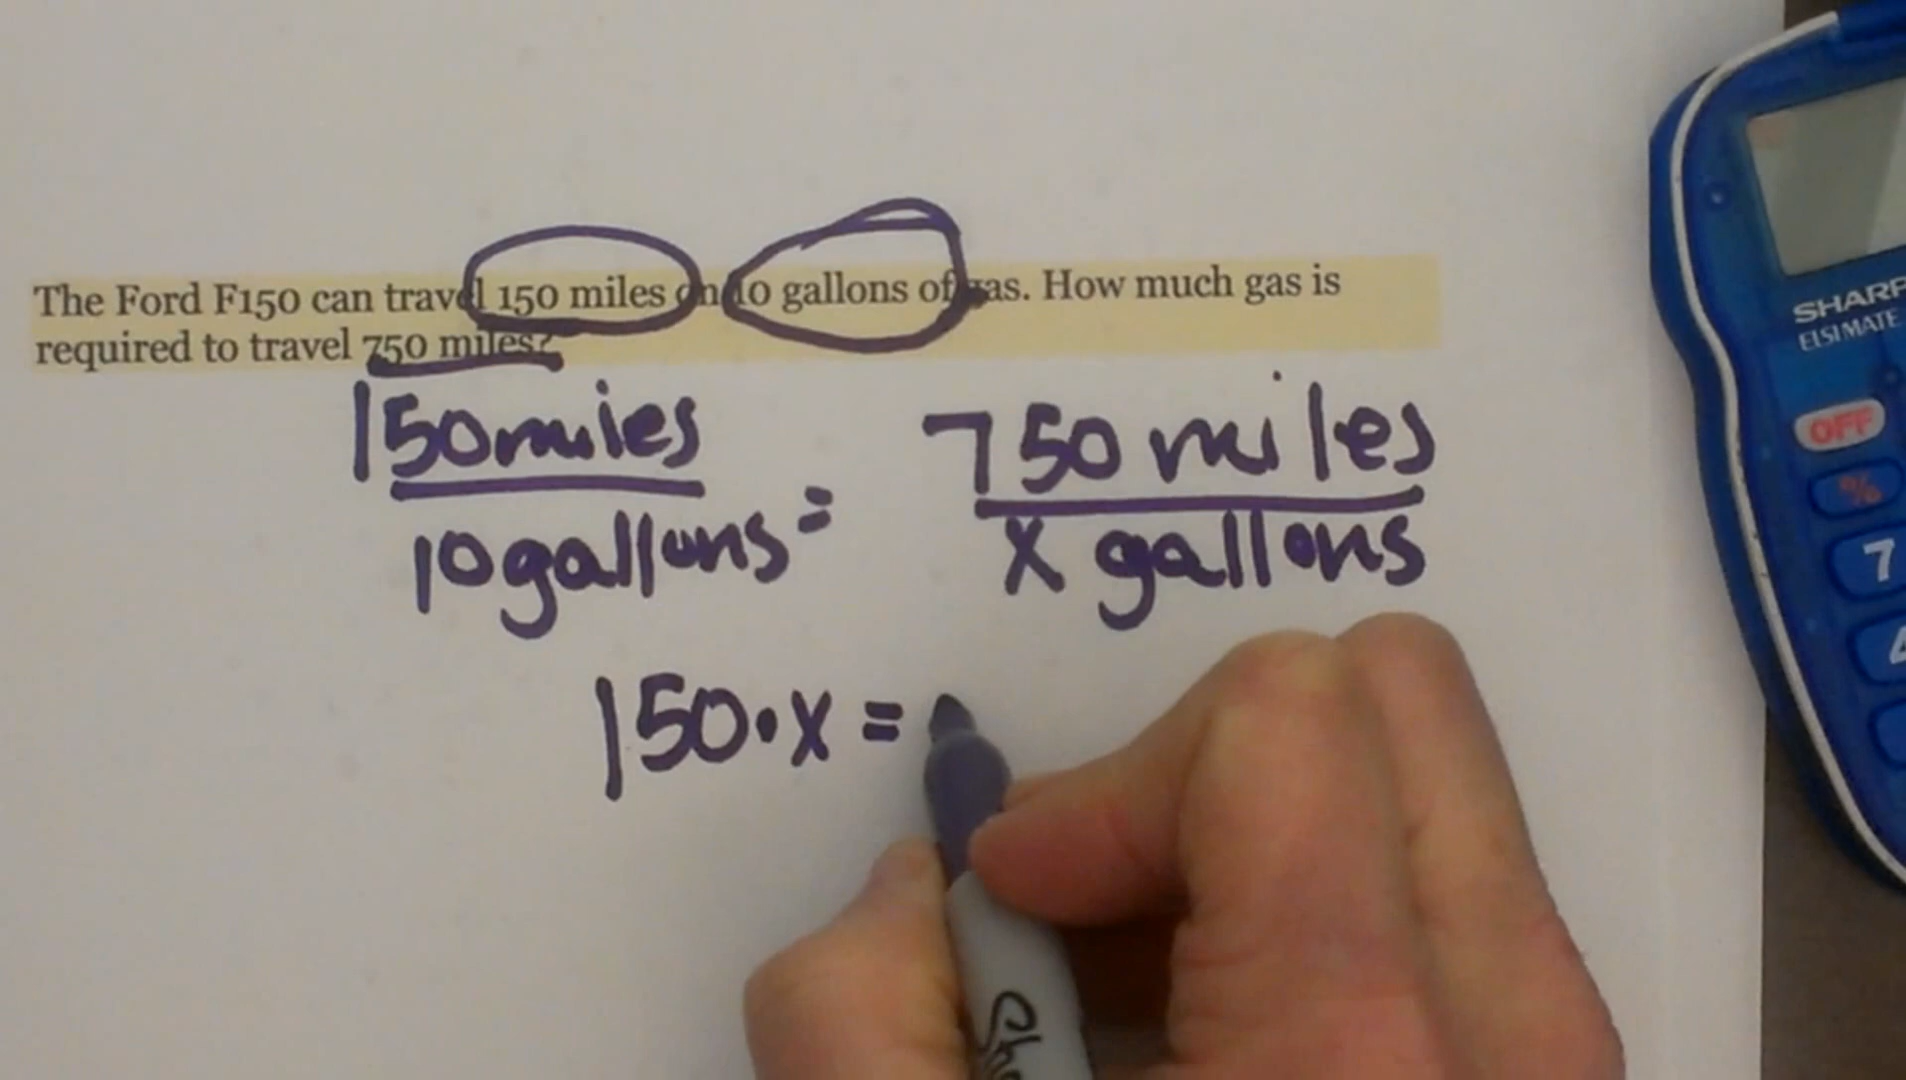 The Ford F150 can travel 150 miles on 10 gallons of gas. How much gas is
required to travel 750 miles?
150 miles
10 gallons
=
750 miles
x gallons
150 · x =
SHARP
ELSIMATE
OFF
%
7
4